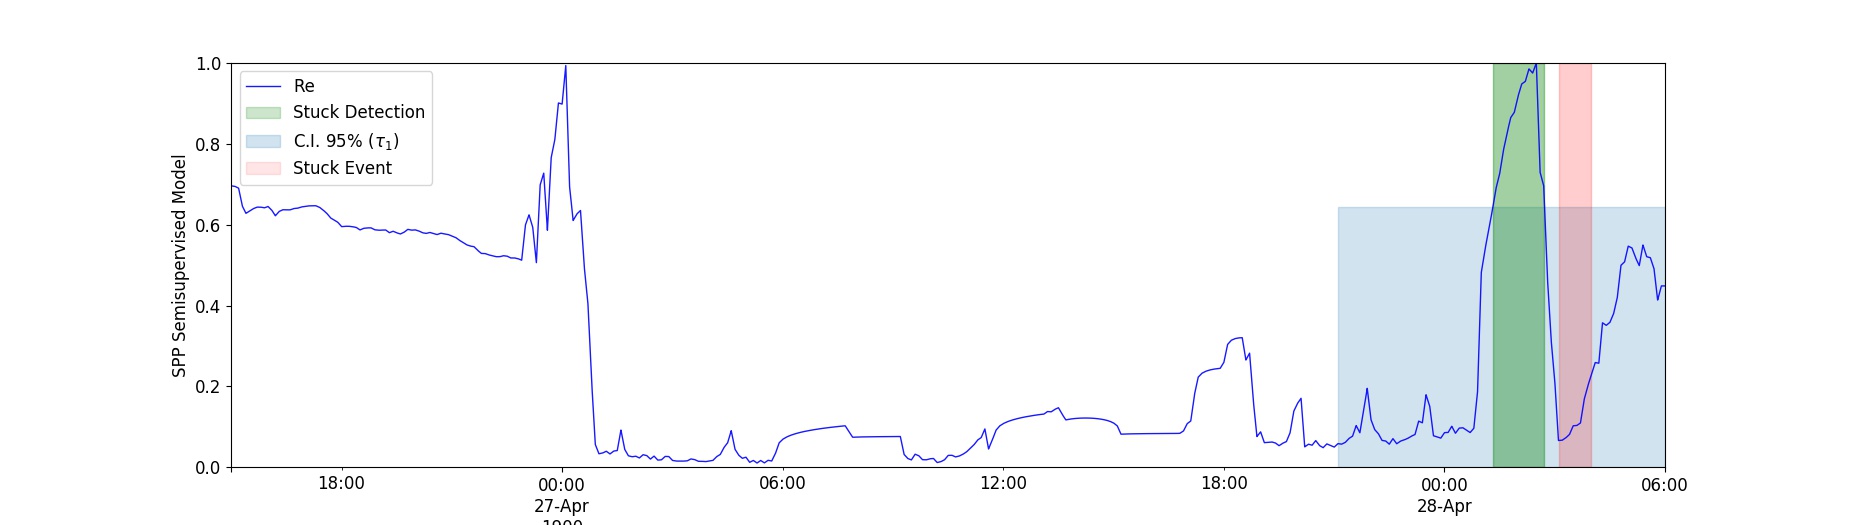 SPP Semisupervised Model
1.0
0.8
0.6
0.4
0.2
0.0
Re
Stuck Detection
C.I. 95% (τ₁)
Stuck Event
18:00 00:00 06:00 12:00 18:00 00:00 06:00
27-Apr 28-Apr
1900